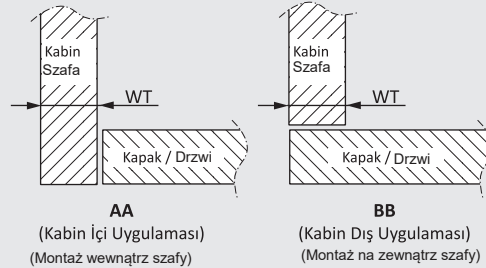 Kabin
Szafa
WT
Kapak / Drzwi
AA
(Kabin İçi Uygulaması)
(Montaż wewnątrz szafy)
Kabin
Szafa
WT
Kapak / Drzwi
BB
(Kabin Dış Uygulaması)
(Montaż na zewnątrz szafy)